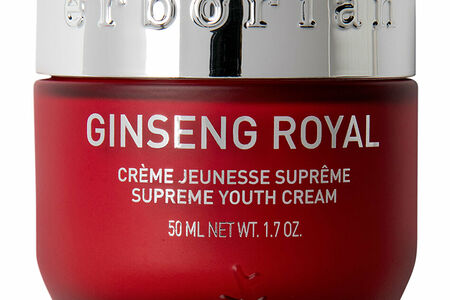 erborian
GINSENG ROYAL
CRÈME JEUNESSE SUPRÊME
SUPREME YOUTH CREAM
50 ML NET WT. 1.7 OZ.